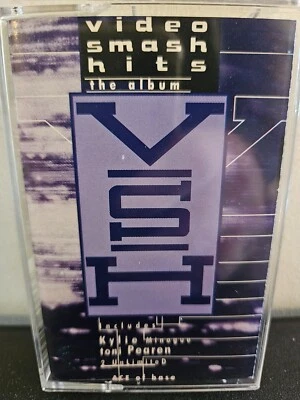 video
smash
hits
the album
V
S
H
includes
Kylie Minogue
toni Pearen
2 UnlimiteD
ACE of base